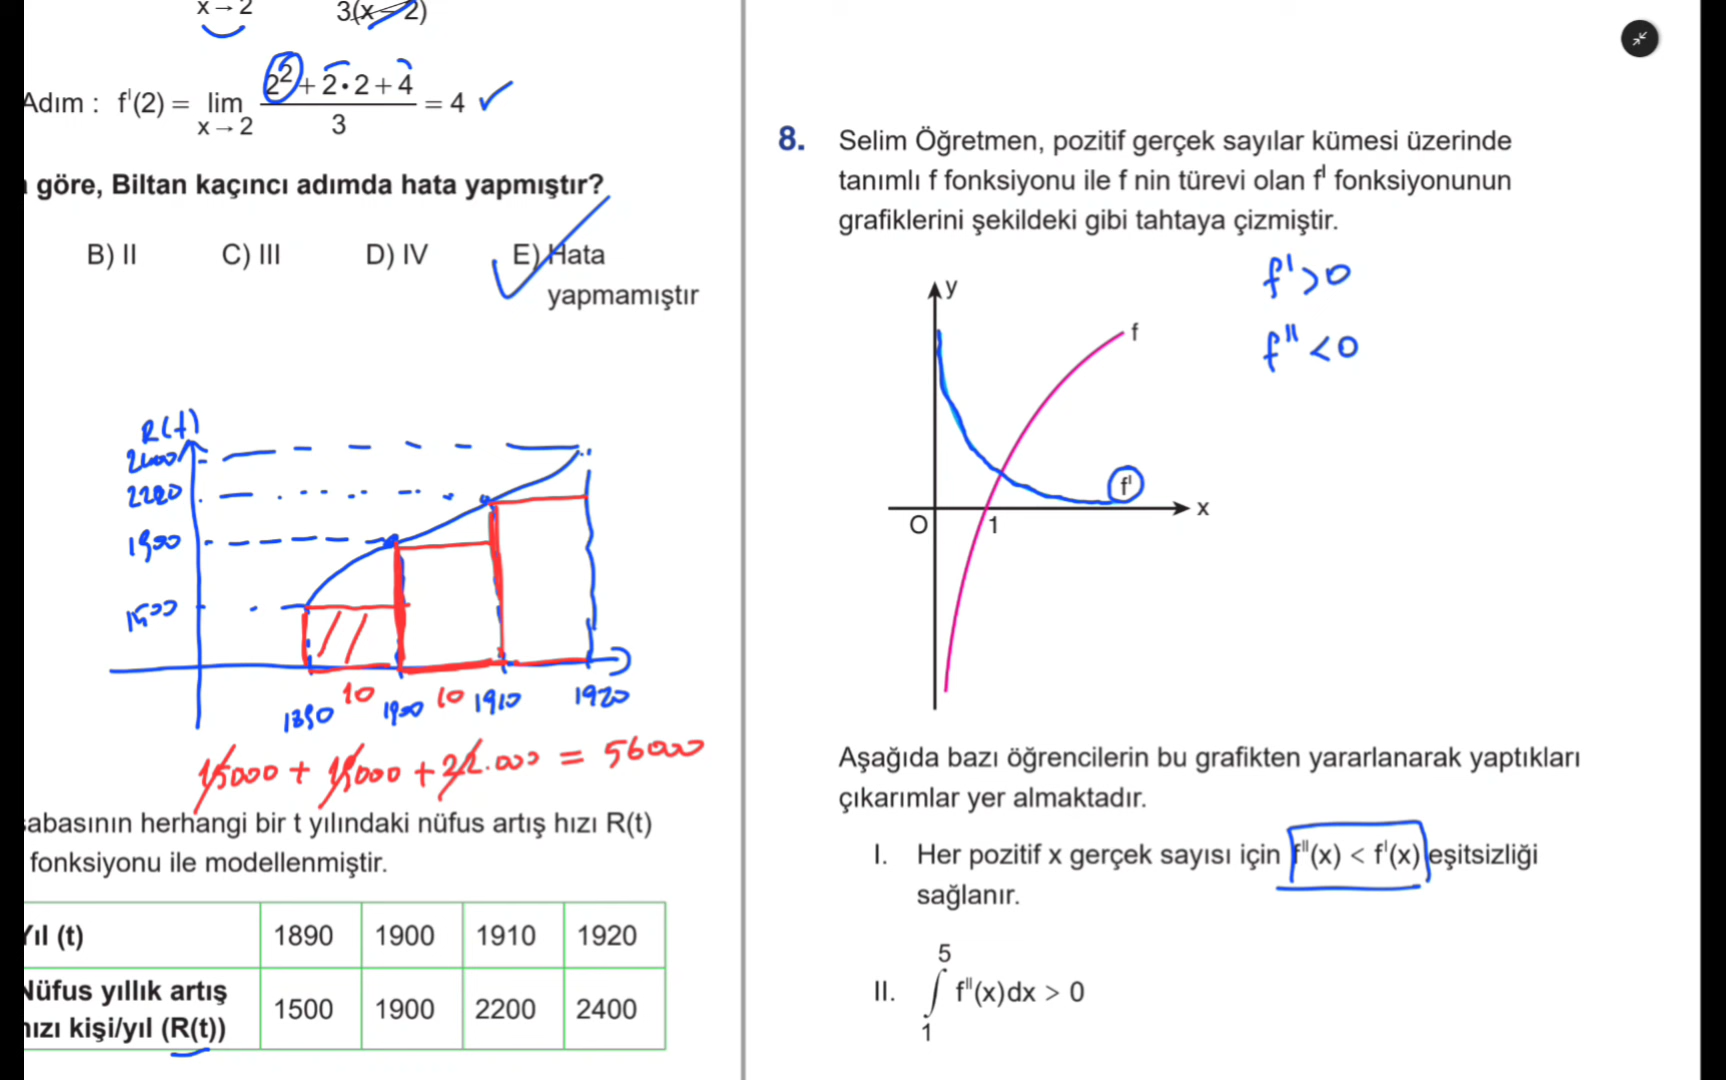 x→2
3(x−2)
Adım : f'(2) = lim 2²+2·2+4 = 4
x→2 3
göre, Biltan kaçıncı adımda hata yapmıştır?
B) II C) III D) IV E) Hata
yapmamıştır
R(t)
2400
2200
1900
1500
10 10
1890 1900 1910 1920
15000 + 19000 + 22.000 = 56000
abasının herhangi bir t yılındaki nüfus artış hızı R(t)
fonksiyonu ile modellenmiştir.
Yıl (t) 1890 1900 1910 1920
Nüfus yıllık artış
hızı kişi/yıl (R(t)) 1500 1900 2200 2400
8. Selim Öğretmen, pozitif gerçek sayılar kümesi üzerinde
tanımlı f fonksiyonu ile f nin türevi olan f' fonksiyonunun
grafiklerini şekildeki gibi tahtaya çizmiştir.
f' > 0
f'' < 0
y
f
f'
x
O 1
Aşağıda bazı öğrencilerin bu grafikten yararlanarak yaptıkları
çıkarımlar yer almaktadır.
I. Her pozitif x gerçek sayısı için f''(x) < f'(x) eşitsizliği
sağlanır.
5
II. ∫ f''(x)dx > 0
1